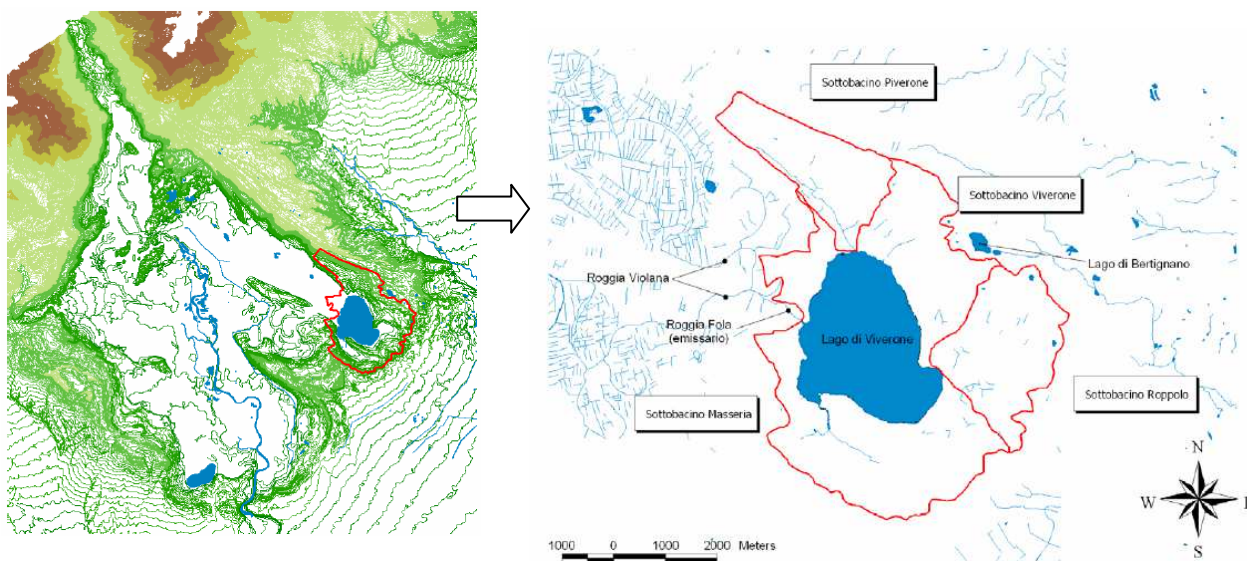 Sottobacino Piverone
Sottobacino Viverone
Lago di Bertignano
Roggia Violana
Roggia Fola
(emissario)
Lago di Viverone
Sottobacino Masseria
Sottobacino Roppolo
N
W
S
1000 0 1000 2000 Meters